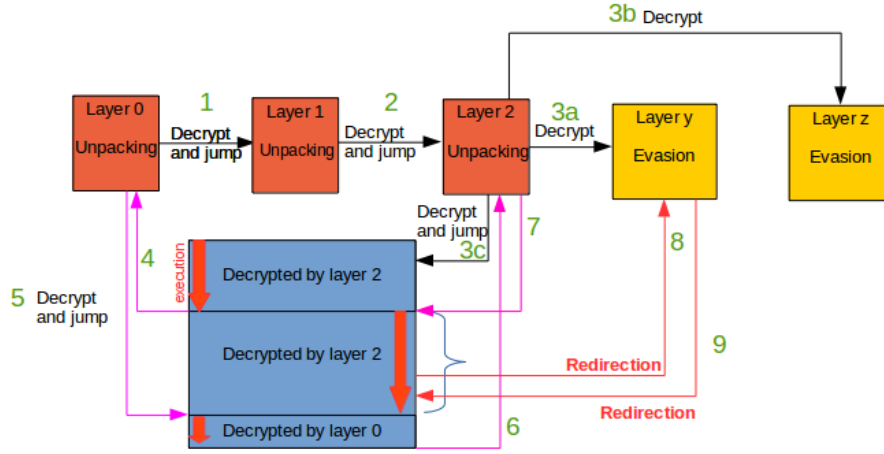 3b Decrypt
Layer 0
Unpacking
1
Decrypt
and jump
Layer 1
Unpacking
2
Decrypt
and jump
Layer 2
Unpacking
3a
Decrypt
Layer y
Evasion
Layer z
Evasion
Decrypt
and jump
3c
7
4
execution
Decrypted by layer 2
8
5
Decrypt
and jump
Decrypted by layer 2
9
Redirection
Redirection
Decrypted by layer 0
6